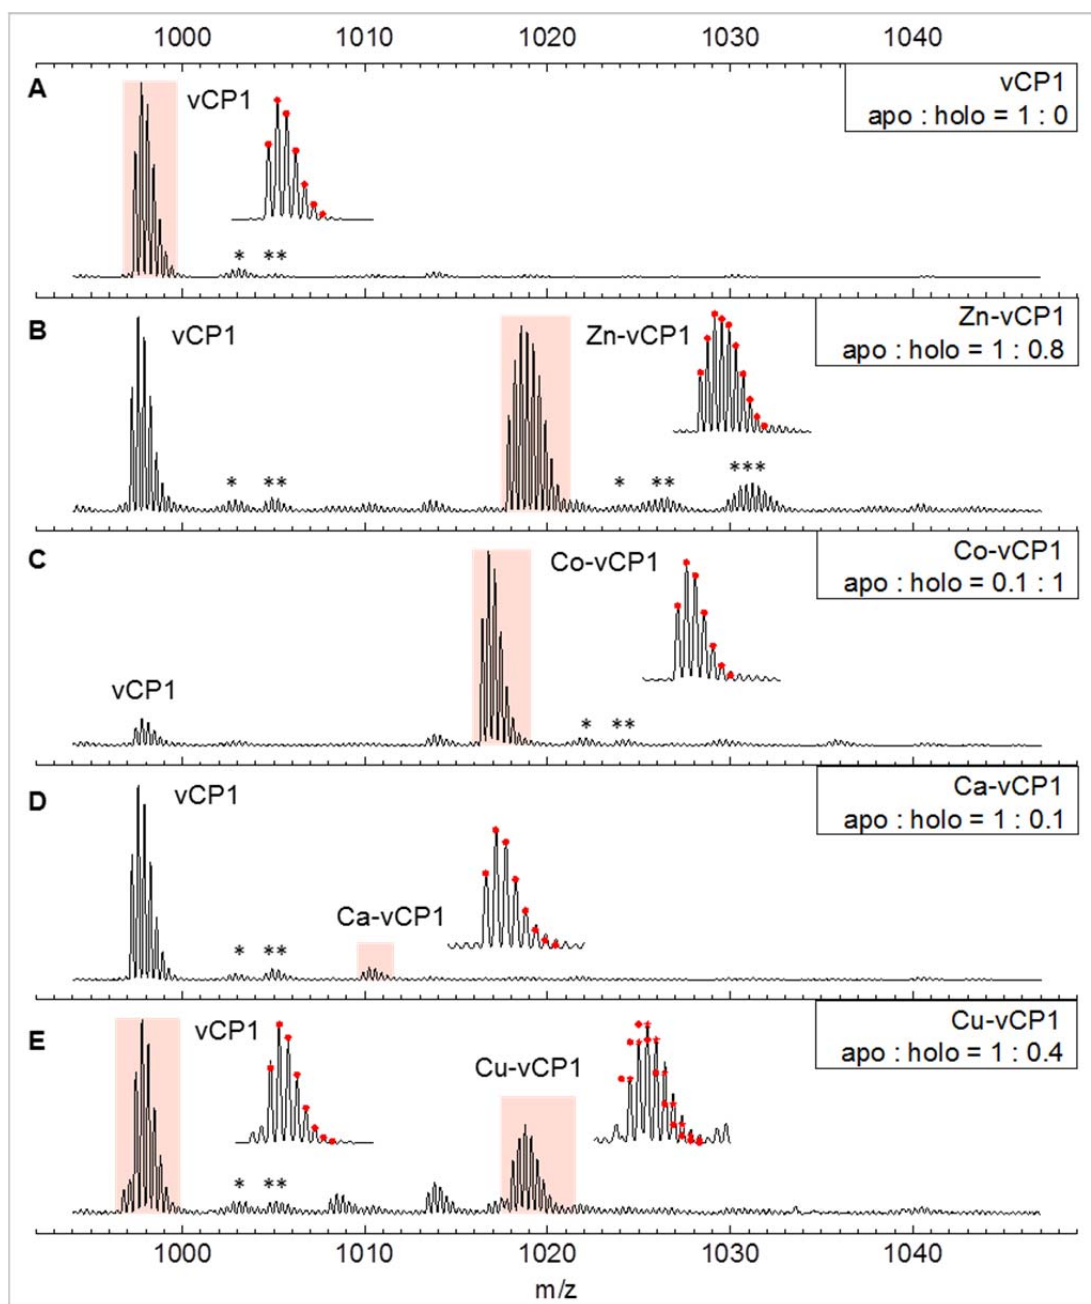 1000 1010 1020 1030 1040
A
vCP1
vCP1
apo : holo = 1 : 0
* **
B
vCP1
Zn-vCP1
Zn-vCP1
apo : holo = 1 : 0.8
* ** * ** ***
C
Co-vCP1
Co-vCP1
apo : holo = 0.1 : 1
vCP1
* **
D
vCP1
Ca-vCP1
apo : holo = 1 : 0.1
Ca-vCP1
* **
E
vCP1
Cu-vCP1
Cu-vCP1
apo : holo = 1 : 0.4
* **
1000 1010 1020 1030 1040
m/z